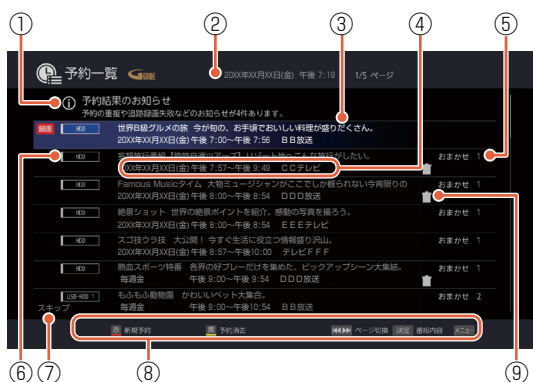 ① ② ③ ④ ⑤
予約一覧 GGUIDE 20XX年XX月XX日(金) 午後 7:19 1/5 ページ
予約結果のお知らせ
予約の重複や追跡録画失敗などのお知らせが4件あります。
録画 HDD 世界B級グルメの旅 今が旬の、お手頃でおいしい料理が盛りだくさん。
20XX年XX月XX日(金) 午後 7:00~午後 7:56 BB放送
HDD おまかせ 1
20XX年XX月XX日(金) 午後 7:57~午後 9:49 CCテレビ
HDD Famous Musicタイム 大物ミュージシャンがここでしか観られない今宵限りの おまかせ 1
20XX年XX月XX日(金) 午後 8:00~午後 8:54 DDD放送
HDD 絶景ショット 世界の絶景ポイントを紹介。感動の写真を撮ろう。 おまかせ 1
20XX年XX月XX日(金) 午後 8:00~午後 8:54 EEEテレビ
HDD スゴ技ウラ技 大公開!今すぐ生活に役立つ情報盛り沢山。 おまかせ 1
20XX年XX月XX日(金) 午後 8:57~午後10:00 テレビFFF
HDD 熱血スポーツ特番 各界の好プレーだけを集めた、ピックアップシーン大集結。 おまかせ 1
毎週金 午後 9:00~午後 9:54 DDD放送
USB-HDD 1 もふもふ動物園 かわいいペット大集合。 おまかせ 2
スキップ 毎週金 午後 9:00~午後10:54 BB放送
赤 新規予約 黄 予約消去 ページ切換 決定 番組内容 メニュー
⑥ ⑦ ⑧ ⑨